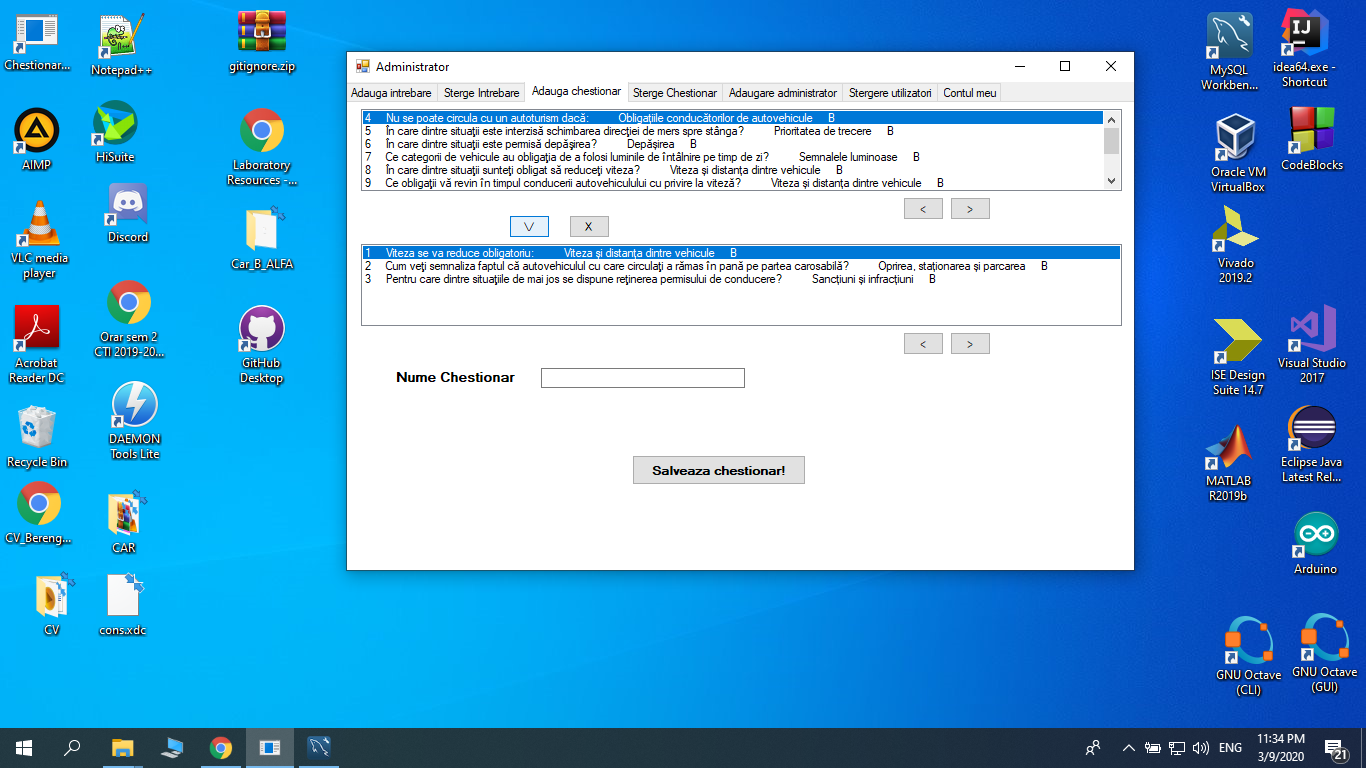 Administrator
Adauga intrebare Sterge Intrebare Adauga chestionar Sterge Chestionar Adaugare administrator Stergere utilizatori Contul meu
4 Nu se poate circula cu un autoturism dacă: Obligațiile conducătorilor de autovehicule B
5 În care dintre situații este interzisă schimbarea direcției de mers spre stânga? Prioritatea de trecere B
6 În care dintre situații este permisă depășirea? Depășirea B
7 Ce categorii de vehicule au obligația de a folosi luminile de întâlnire pe timp de zi? Semnalele luminoase B
8 În care dintre situații sunteți obligat să reduceți viteza? Viteza și distanța dintre vehicule B
9 Ce obligații vă revin în timpul conducerii autovehiculului cu privire la viteză? Viteza și distanța dintre vehicule B
< >
\/ X
1 Viteza se va reduce obligatoriu: Viteza și distanța dintre vehicule B
2 Cum veți semnaliza faptul că autovehiculul cu care circulați a rămas în pană pe partea carosabilă? Oprirea, staționarea și parcarea B
3 Pentru care dintre situațiile de mai jos se dispune reținerea permisului de conducere? Sancțiuni și infracțiuni B
< >
Nume Chestionar
Salveaza chestionar!
Chestionar...
Notepad++
gitignore.zip
AIMP
HiSuite
Laboratory
Resources -...
VLC media
player
Discord
Car_B_ALFA
Acrobat
Reader DC
Orar sem 2
CTI 2019-20...
GitHub
Desktop
Recycle Bin
DAEMON
Tools Lite
CV_Bereng...
CAR
CV
cons.xdc
MySQL
Workben...
idea64.exe -
Shortcut
IJ
Oracle VM
VirtualBox
CodeBlocks
Vivado
2019.2
ISE Design
Suite 14.7
Visual Studio
2017
MATLAB
R2019b
Eclipse Java
Latest Rel...
Arduino
GNU Octave
(CLI)
GNU Octave
(GUI)
ENG
11:34 PM
3/9/2020
21